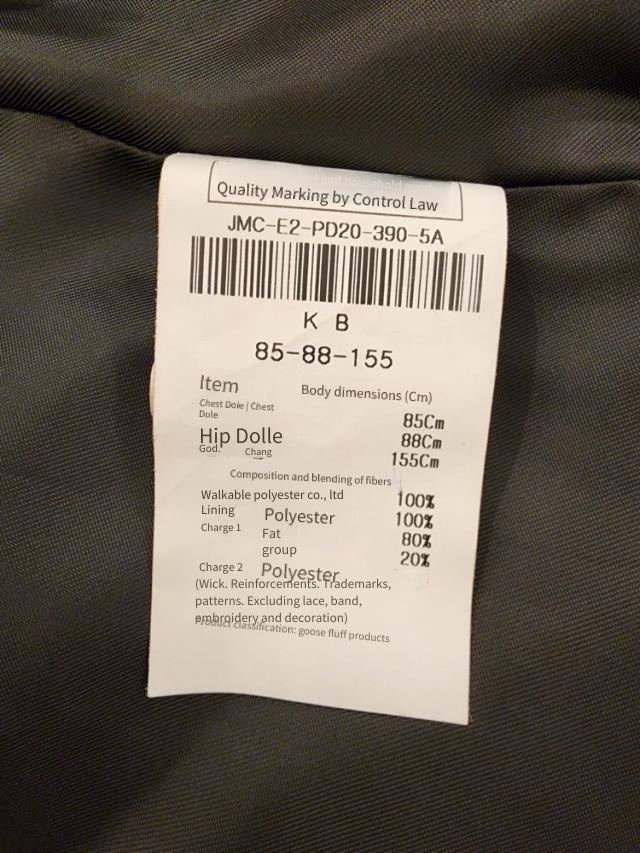 Quality Marking by Control Law
JMC-E2-PD20-390-5A
K B
85-88-155
Item Body dimensions (Cm)
Chest Dole ( Chest
Dole
85Cm
Hip Dolle 88Cm
God. Chang 155Cm
Composition and blending of fibers
Walkable polyester co., ltd 100%
Lining Polyester 100%
Charge 1 Fat 80%
group 20%
Charge 2 Polyester
(Wick. Reinforcements. Trademarks,
patterns. Excluding lace, band,
embroidery and decoration)
Product classification: goose fluff products